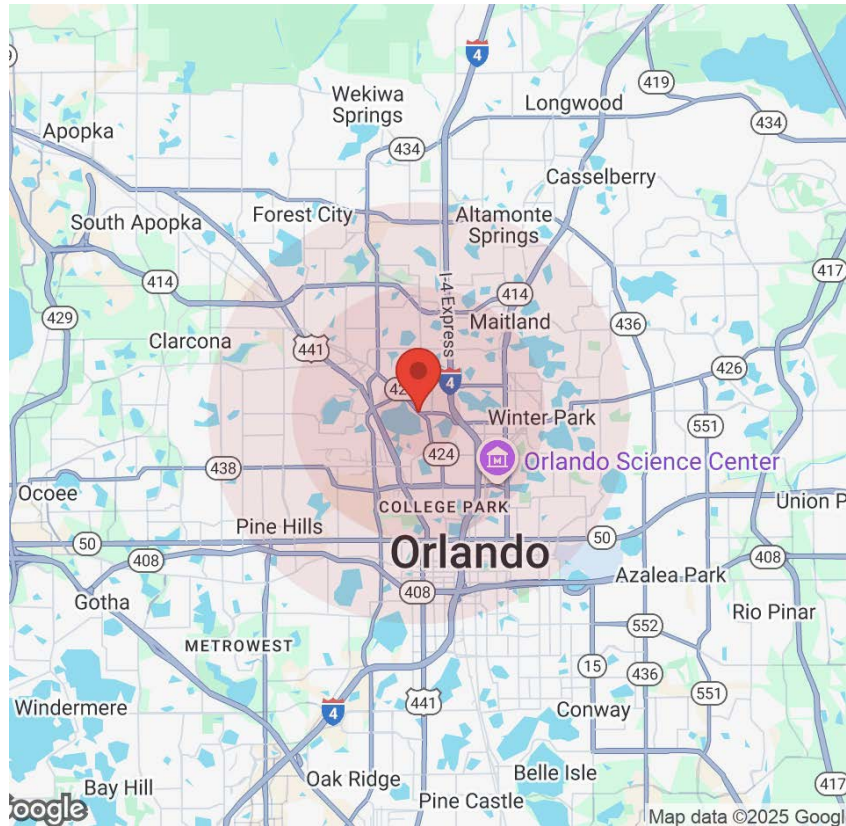 4
419
Wekiwa
Springs
Longwood
434
434
Apopka
434
Casselberry
South Apopka
Forest City
Altamonte
Springs
417
414
I-4 Express
414
429
Maitland
436
Clarcona
441
426
4
Winter Park
551
424
Orlando Science Center
438
Ocoee
COLLEGE PARK
Union P
Pine Hills
50
50
Orlando
408
408
Azalea Park
408
Gotha
Rio Pinar
552
METROWEST
15
436
551
441
4
Windermere
Conway
Oak Ridge
Belle Isle
Bay Hill
417
Pine Castle
Google
Map data ©2025 Google